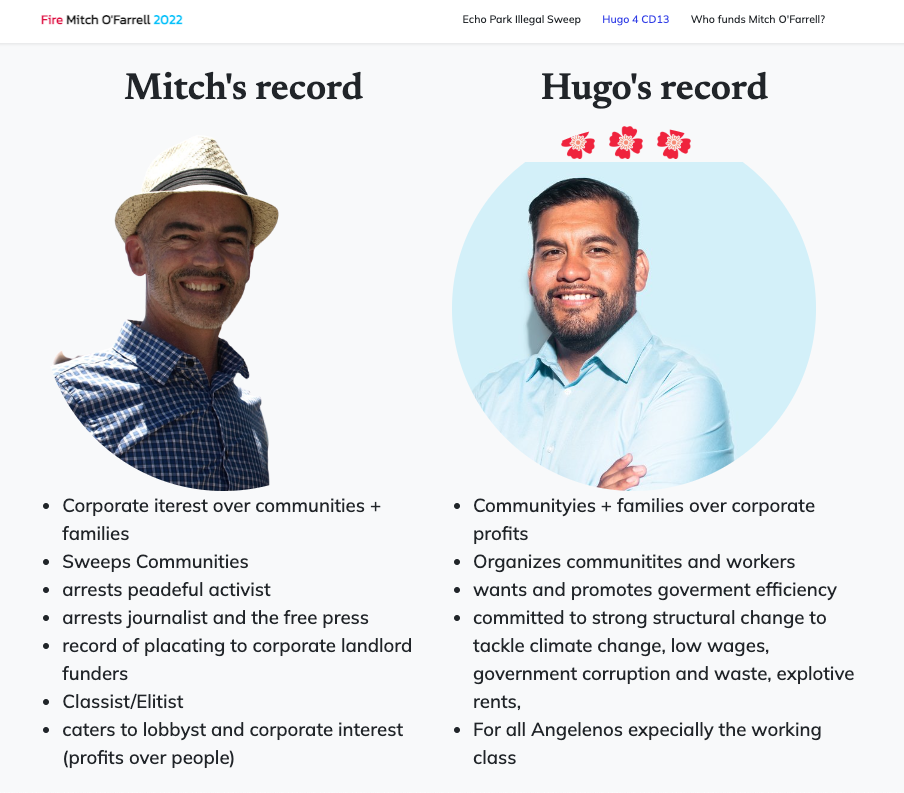 Fire Mitch O'Farrell 2022
Echo Park Illegal Sweep
Hugo 4 CD13
Who funds Mitch O'Farrell?
Mitch's record
Corporate iterest over communities +
families
Sweeps Communities
arrests peadeful activist
arrests journalist and the free press
record of placating to corporate landlord
funders
Classist/Elitist
caters to lobbyst and corporate interest
(profits over people)
Hugo's record
Communityies + families over corporate
profits
Organizes communitites and workers
wants and promotes goverment efficiency
committed to strong structural change to
tackle climate change, low wages,
government corruption and waste, explotive
rents,
For all Angelenos expecially the working
class